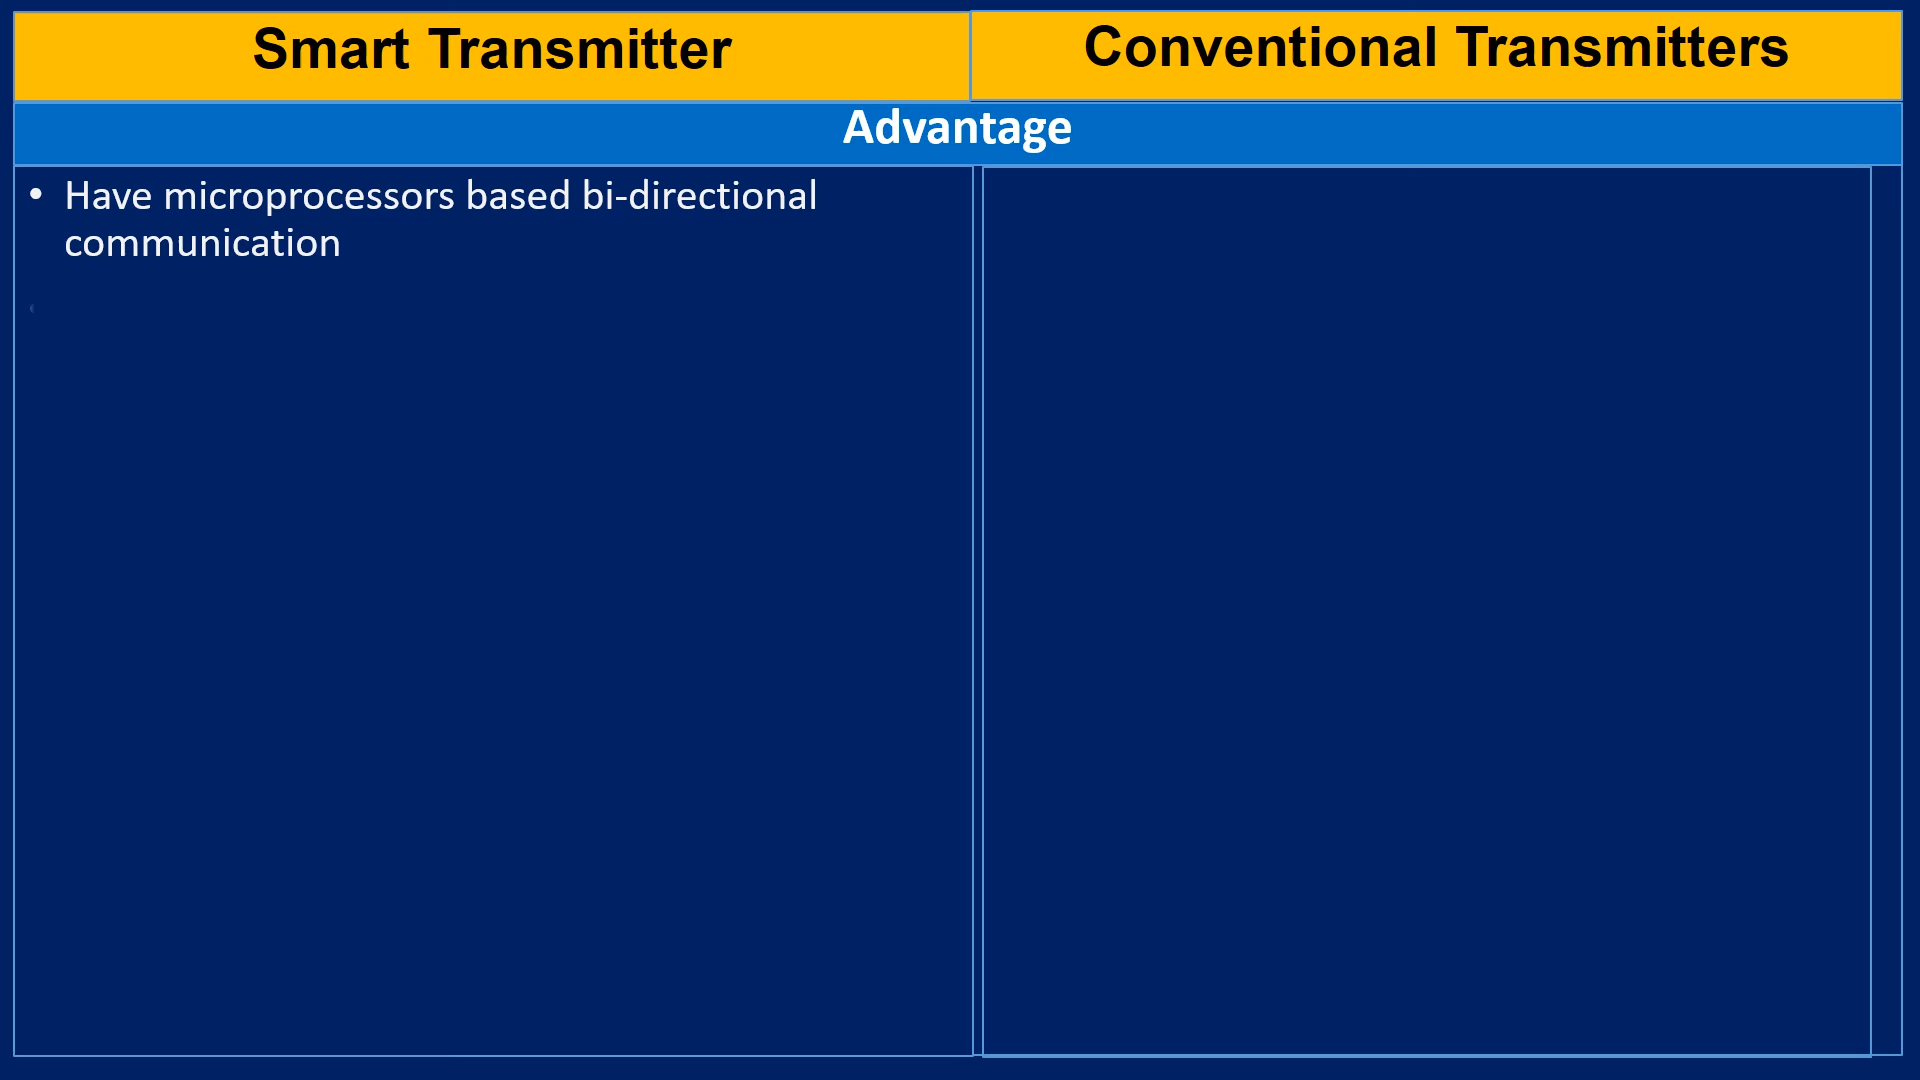 Smart Transmitter
Conventional Transmitters
Advantage
• Have microprocessors based bi-directional
communication